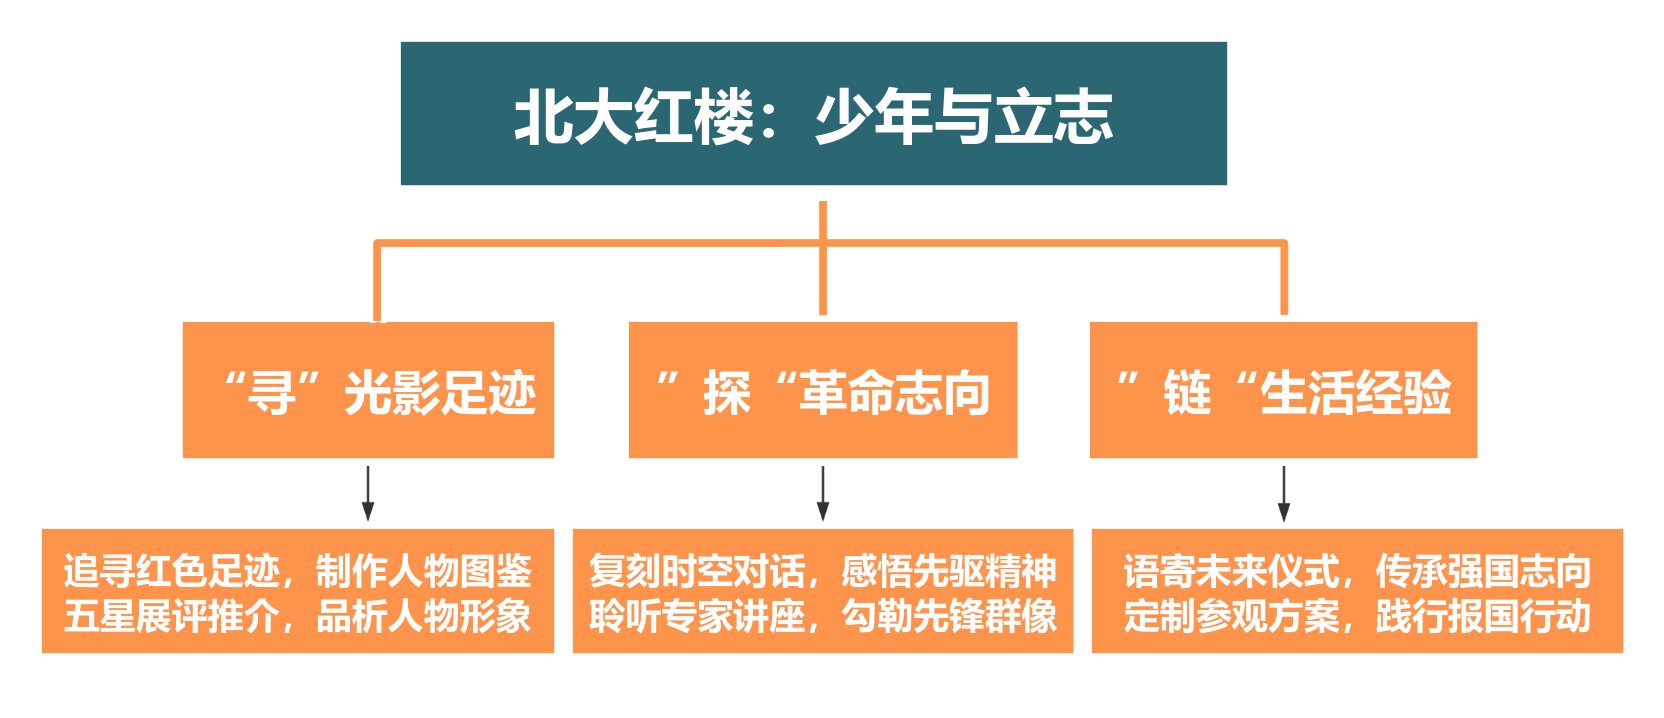 北大红楼：少年与立志
“寻”光影足迹
”探“革命志向
”链“生活经验
追寻红色足迹，制作人物图鉴
五星展评推介，品析人物形象
复刻时空对话，感悟先驱精神
聆听专家讲座，勾勒先锋群像
语寄未来仪式，传承强国志向
定制参观方案，践行报国行动